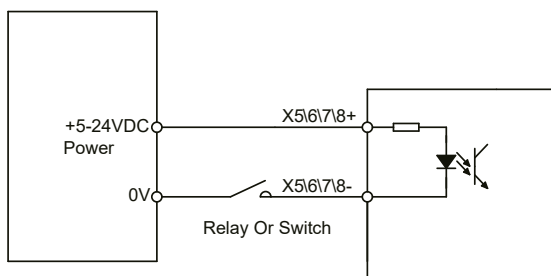 X5\6\7\8+
+5-24VDC
Power
0V
X5\6\7\8-
Relay Or Switch